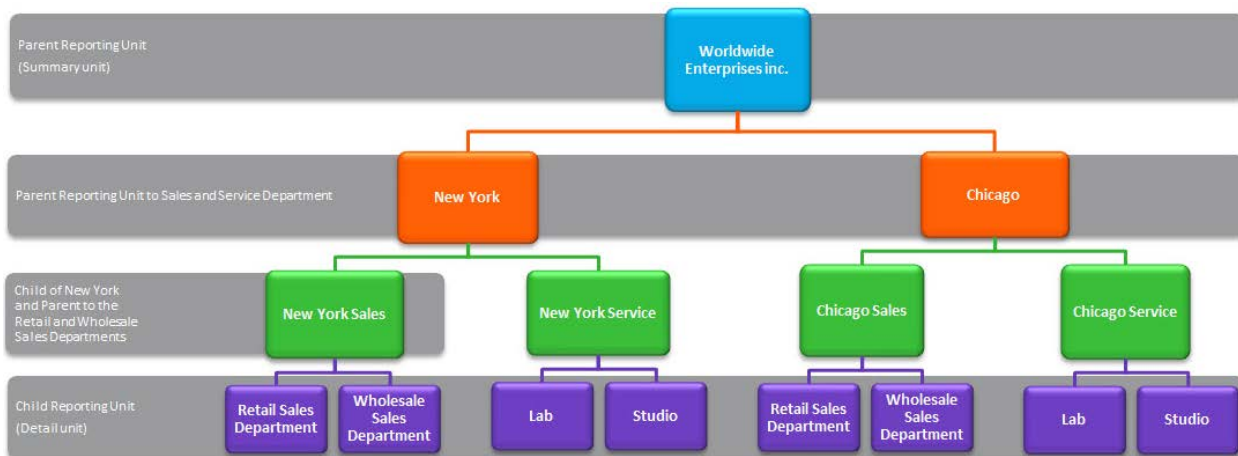 Parent Reporting Unit
(Summary unit)
Worldwide
Enterprises inc.
Parent Reporting Unit to Sales and Service Department
New York
Chicago
Child of New York
and Parent to the
Retail and Wholesale
Sales Departments
New York Sales
New York Service
Chicago Sales
Chicago Service
Child Reporting Unit
(Detail unit)
Retail Sales
Department
Wholesale
Sales
Department
Lab
Studio
Retail Sales
Department
Wholesale
Sales
Department
Lab
Studio